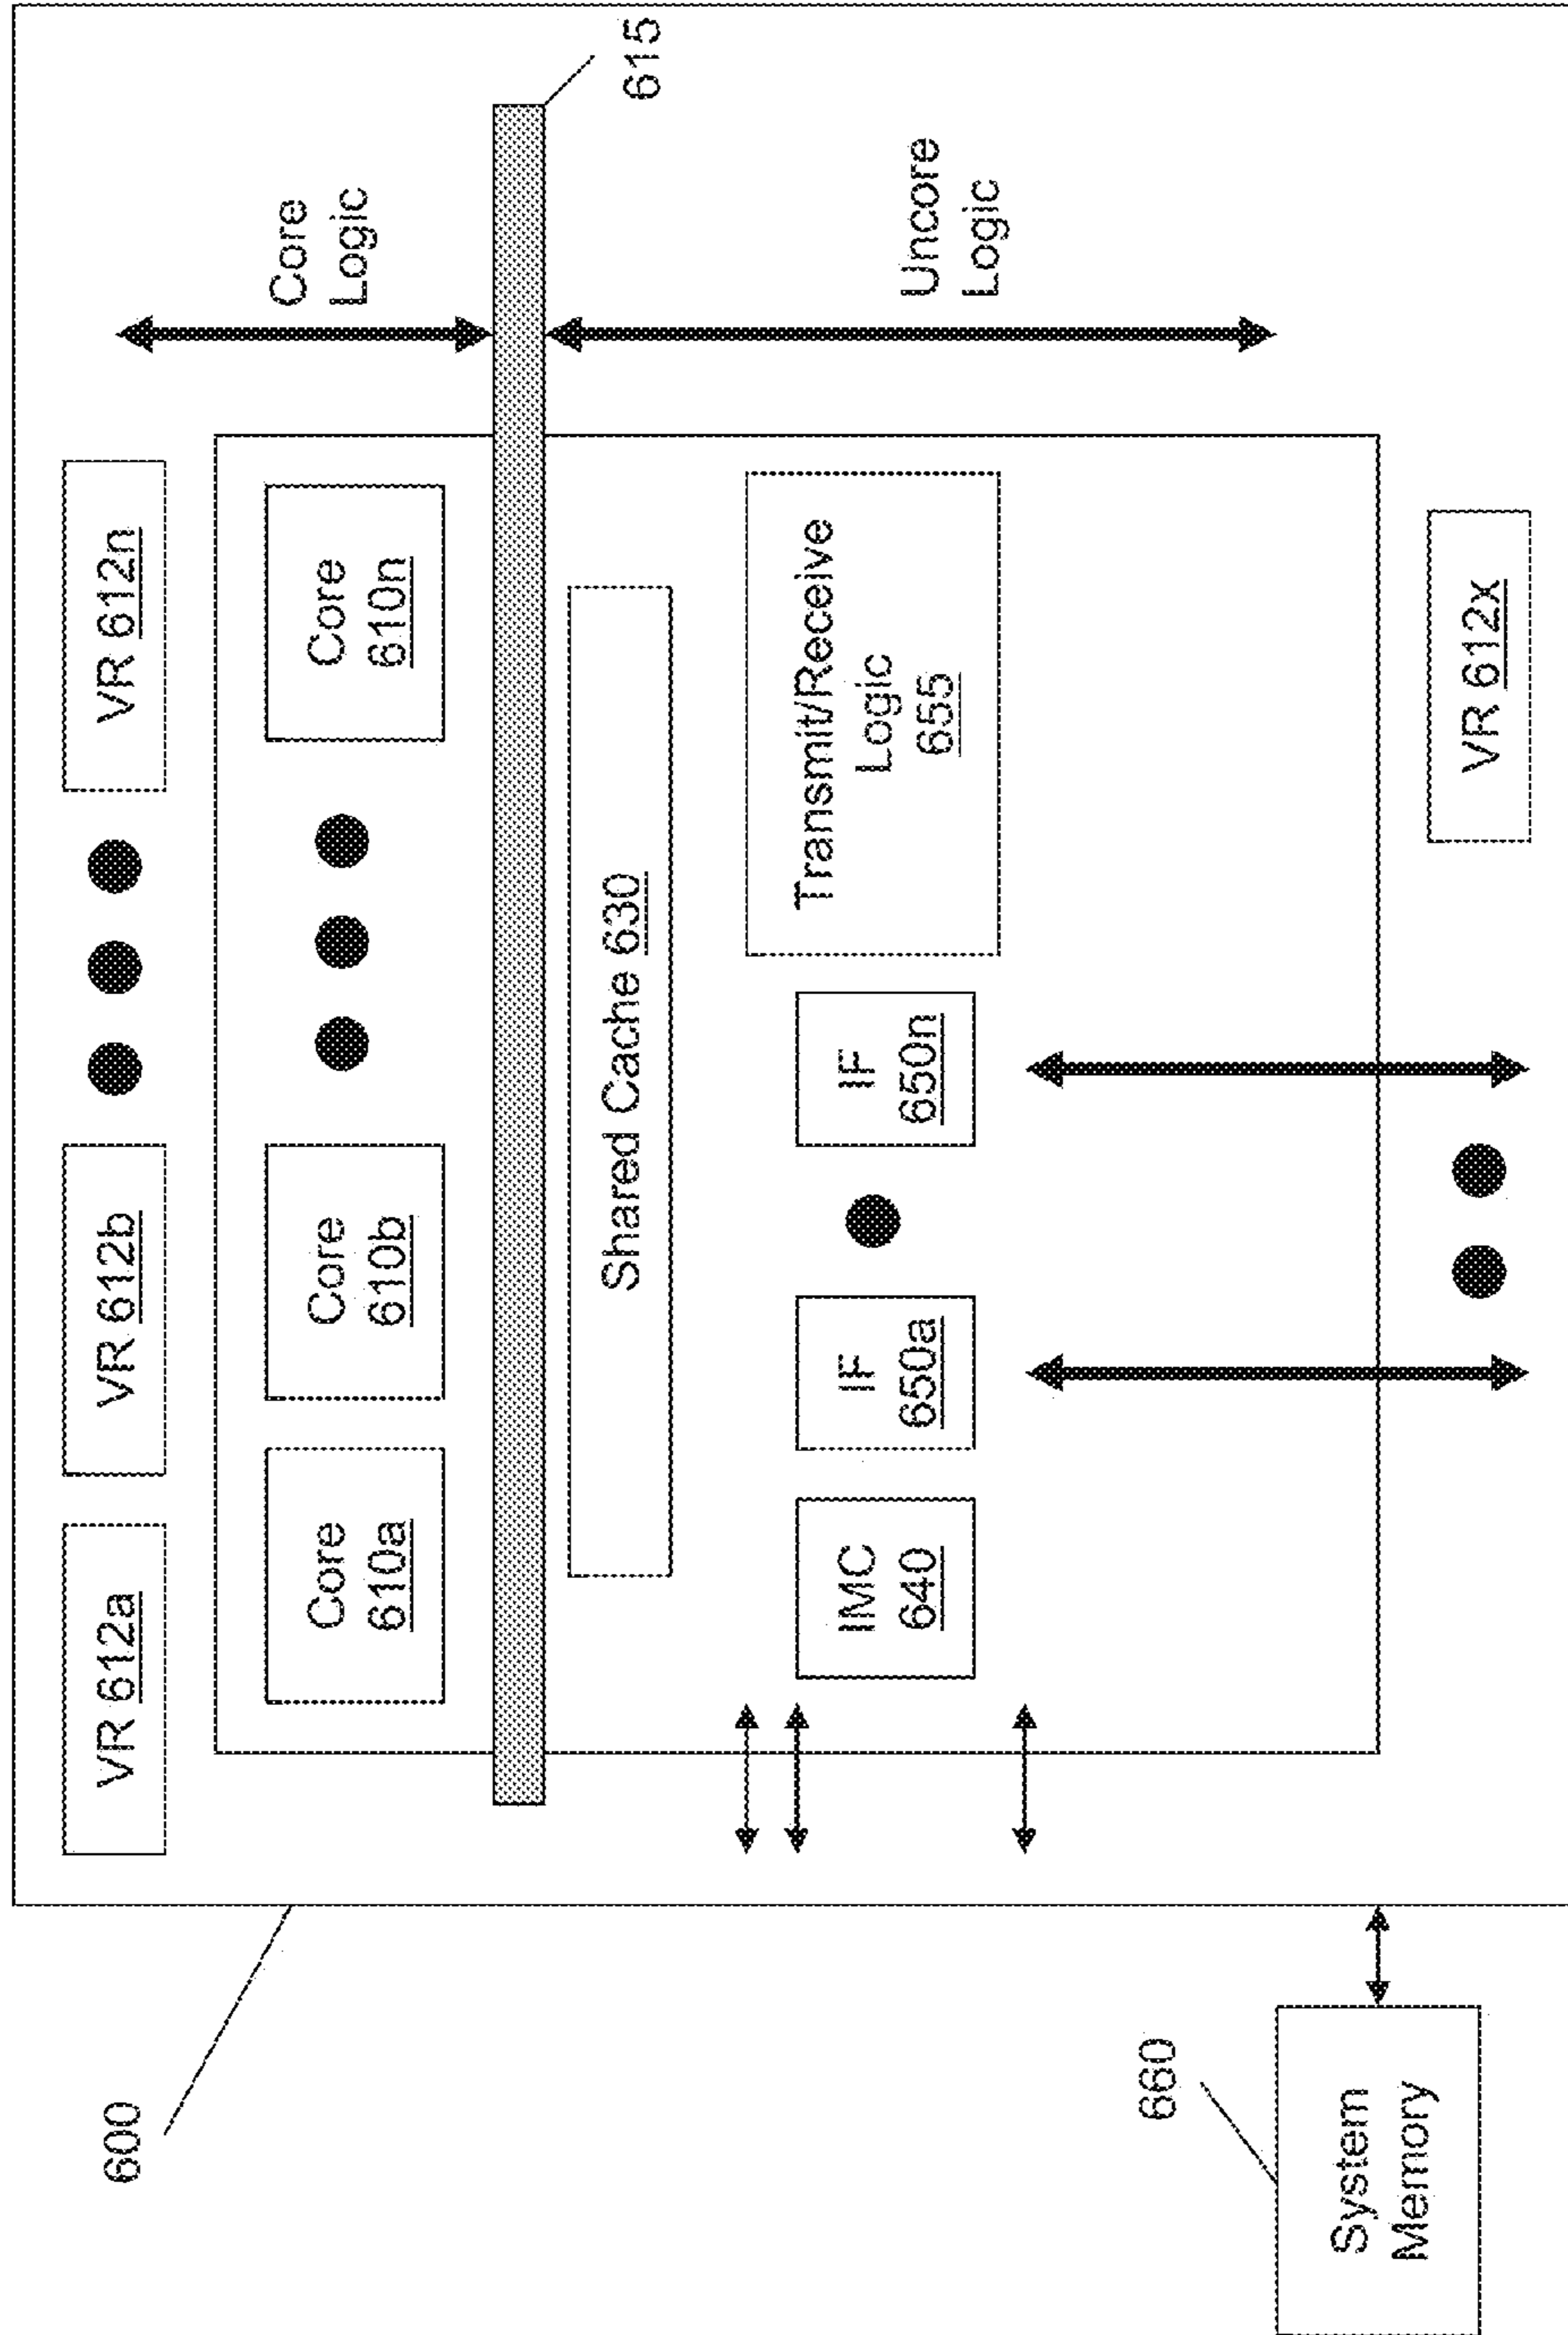 600
VR 612a
VR 612b
VR 612n
Core
610a
Core
610b
Core
610n
Core
Logic
615
Shared Cache 630
Uncore
Logic
IMC
640
IF
650a
IF
650n
Transmit/Receive
Logic
655
660
System
Memory
VR 612x